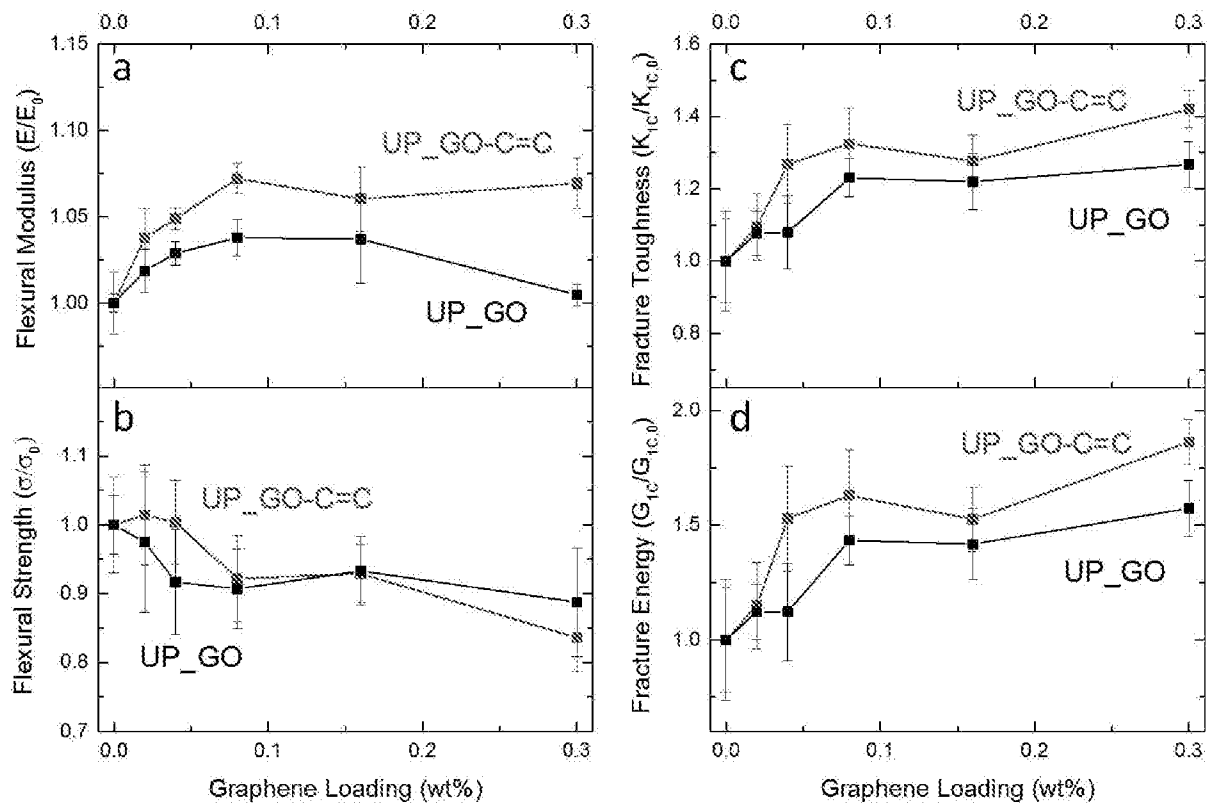 0.0 0.1 0.2 0.3
1.15
1.10
1.05
1.00
Flexural Modulus (E/E0)
a
UP_GO-C=C
UP_GO
1.1
1.0
0.9
0.8
0.7
Flexural Strength (σ/σ0)
b
UP_GO-C=C
UP_GO
0.0 0.1 0.2 0.3
Graphene Loading (wt%)
0.0 0.1 0.2 0.3
1.6
1.4
1.2
1.0
0.8
Fracture Toughness (K1C/K1C,0)
c
UP_GO-C=C
UP_GO
2.0
1.5
1.0
Fracture Energy (G1C/G1C,0)
d
UP_GO-C=C
UP_GO
0.0 0.1 0.2 0.3
Graphene Loading (wt%)